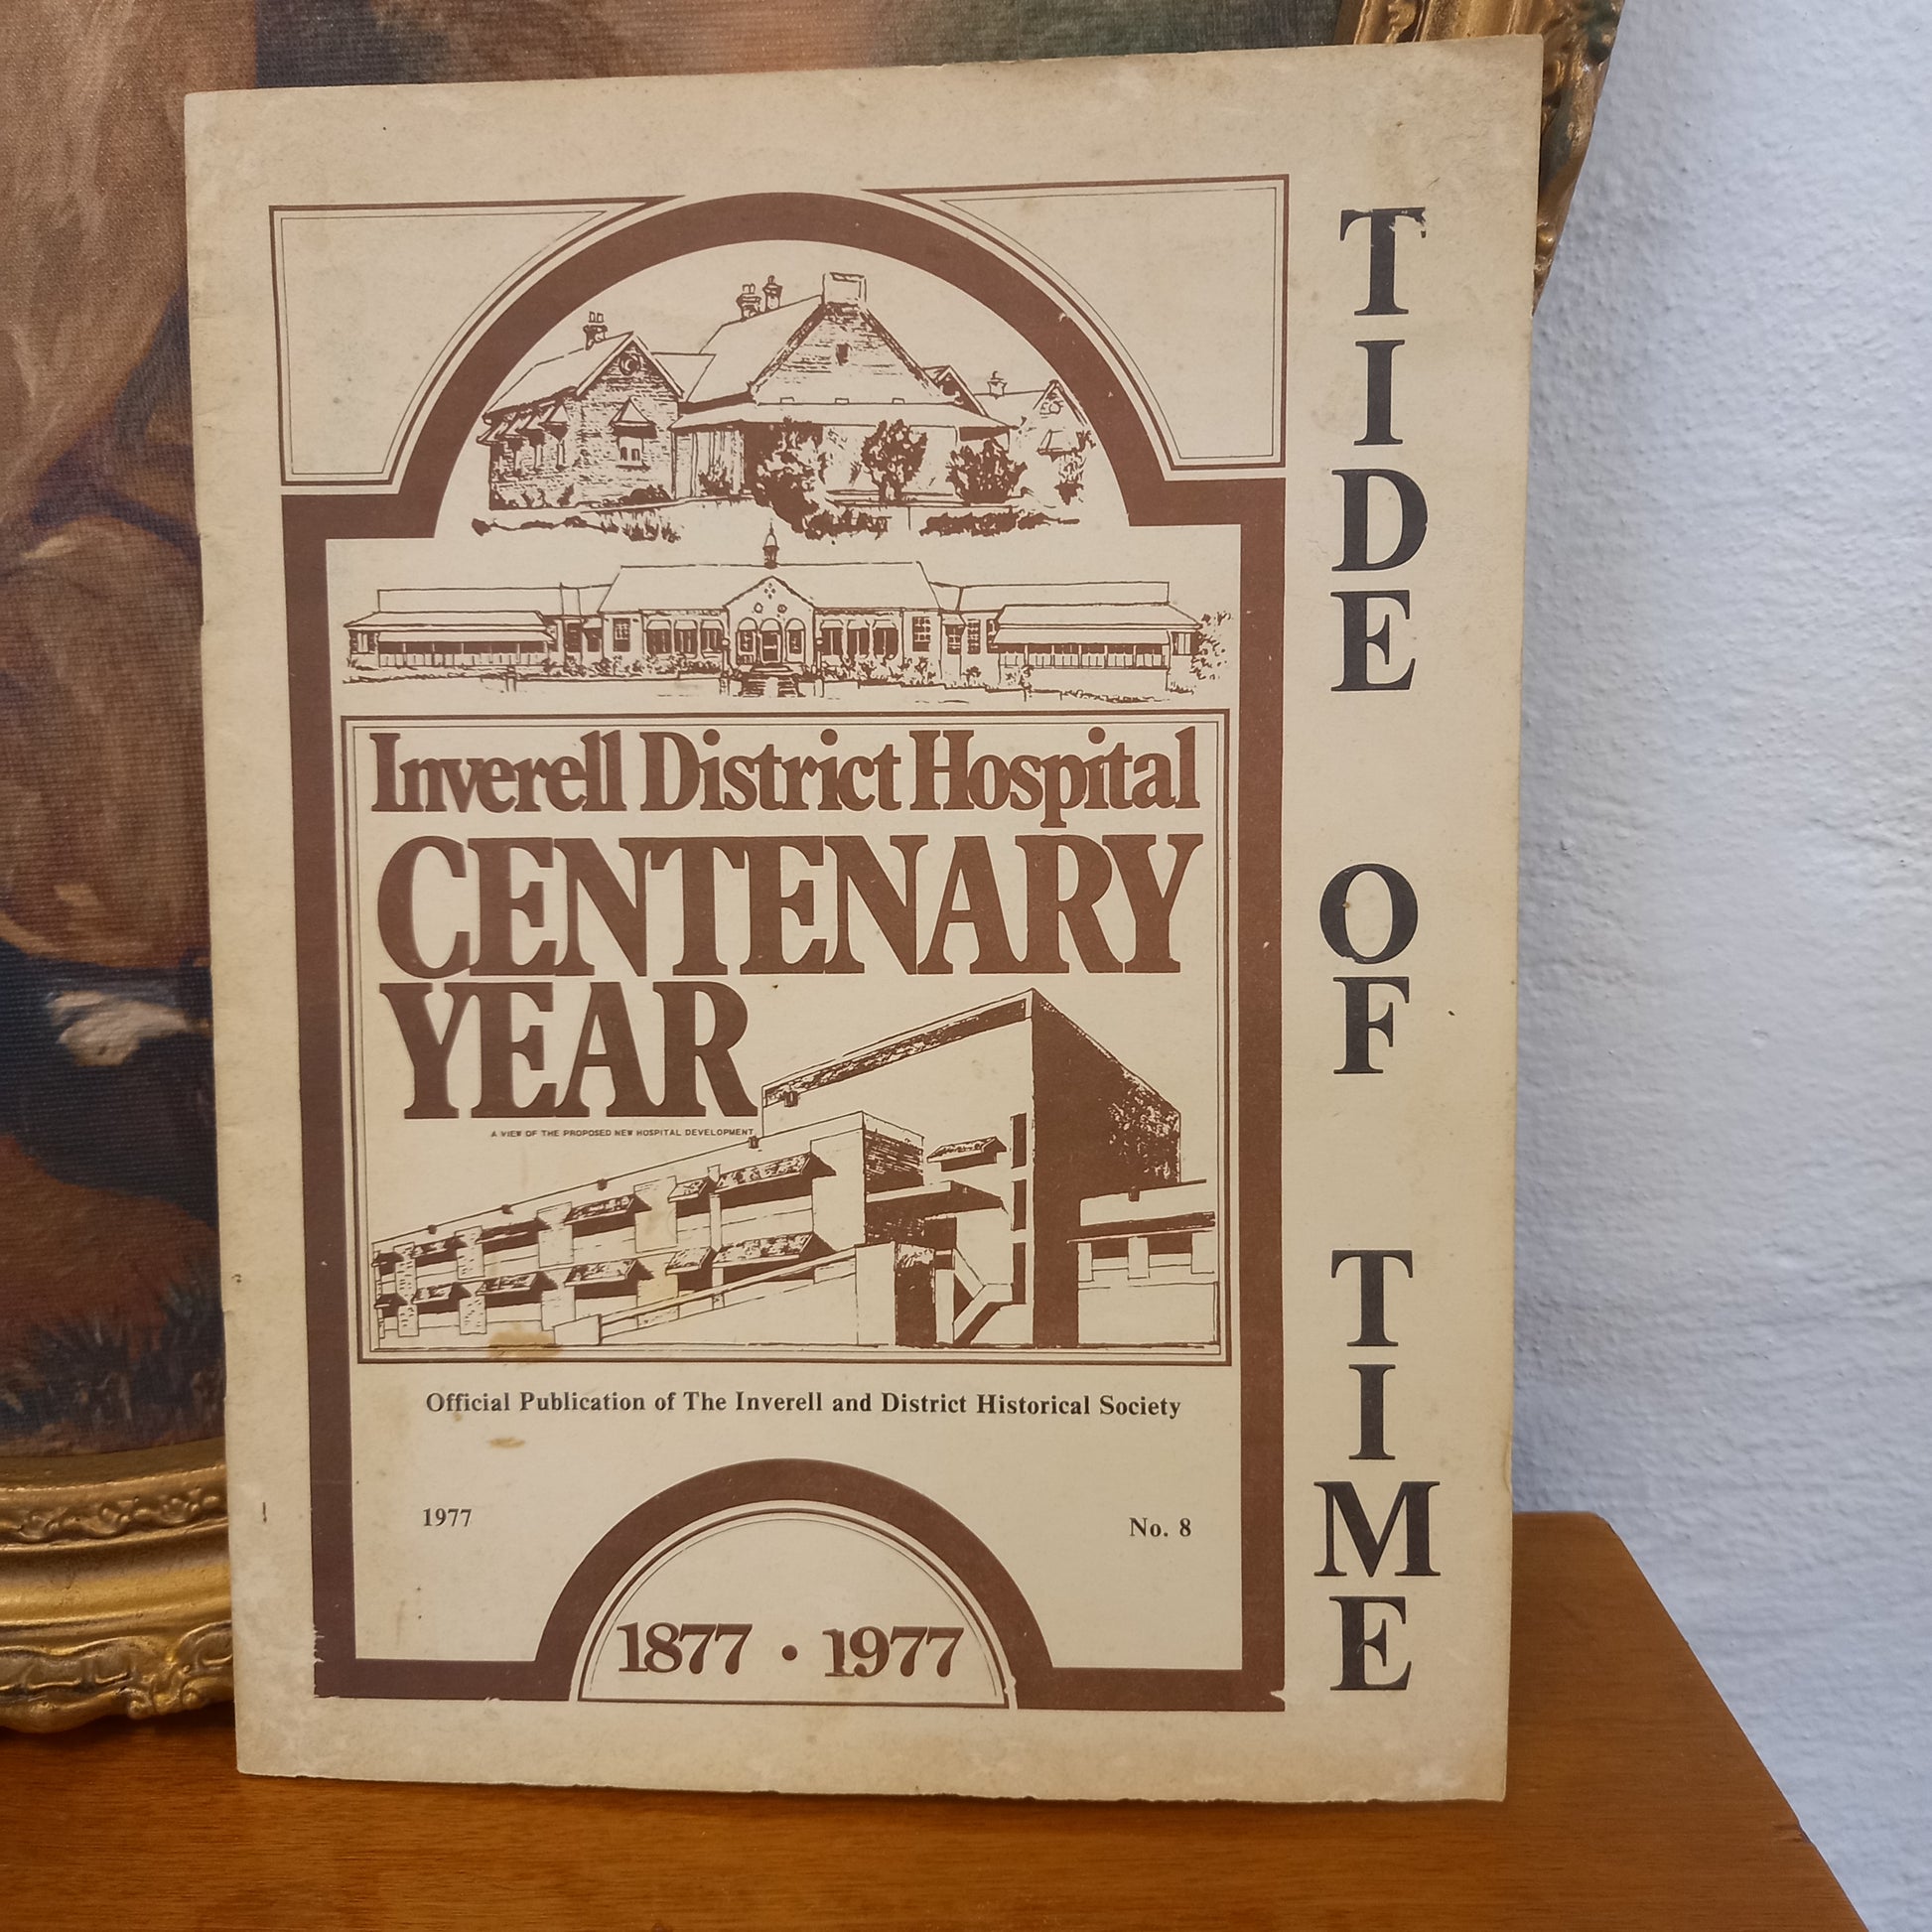 TIDE OF TIME
Inverell District Hospital
CENTENARY
YEAR
A VIEW OF THE PROPOSED NEW HOSPITAL DEVELOPMENT
Official Publication of The Inverell and District Historical Society
1977
No. 8
1877 • 1977